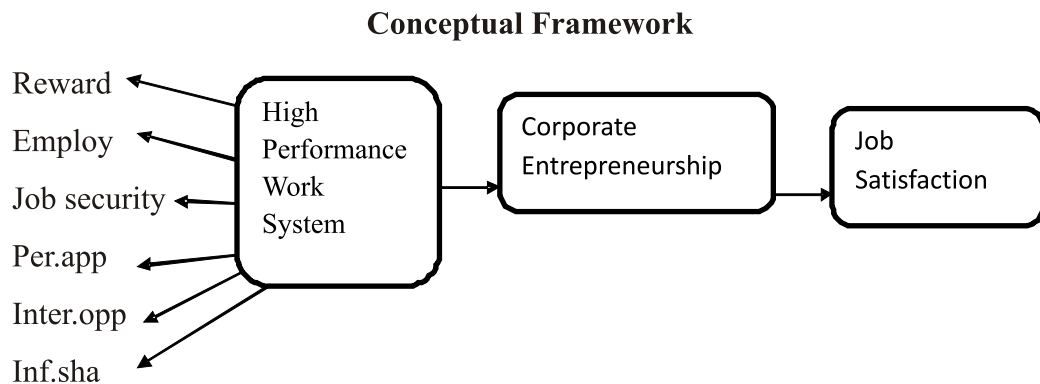 Conceptual Framework
Reward
Employ
Job security
Per.app
Inter.opp
Inf.sha
High
Performance
Work
System
Corporate
Entrepreneurship
Job
Satisfaction